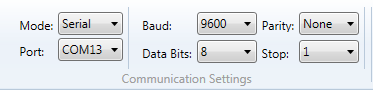 Mode: Serial Baud: 9600 Parity: None
Port: COM13 Data Bits: 8 Stop: 1
Communication Settings